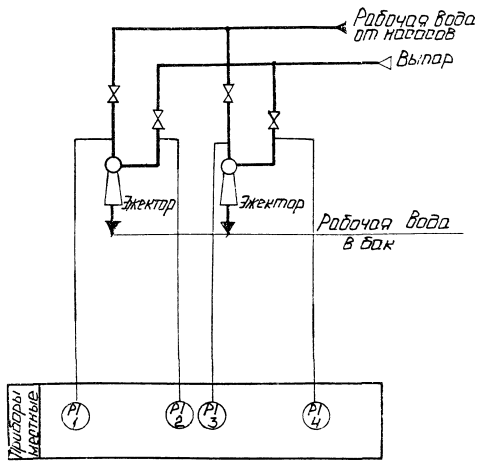 Рабочая вода
от насосов
Выпар
Эжектор
Эжектор
Рабочая вода
в бак
Приборы
местные
PI
1
PI
2
PI
3
PI
4